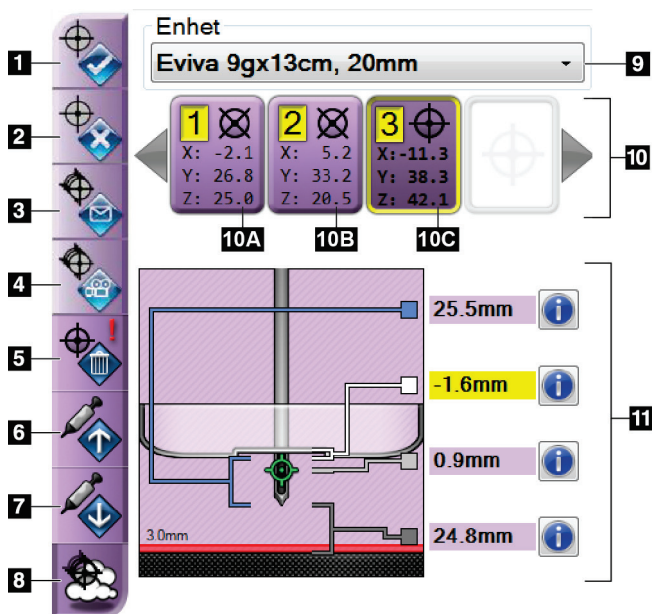 Enhet
1
Eviva 9gx13cm, 20mm
9
2
1
X: -2.1
Y: 26.8
Z: 25.0
2
X: 5.2
Y: 33.2
Z: 20.5
3
X:-11.3
Y: 38.3
Z: 42.1
10
3
10A
10B
10C
4
25.5mm
5
!
-1.6mm
11
6
0.9mm
7
3.0mm
24.8mm
8